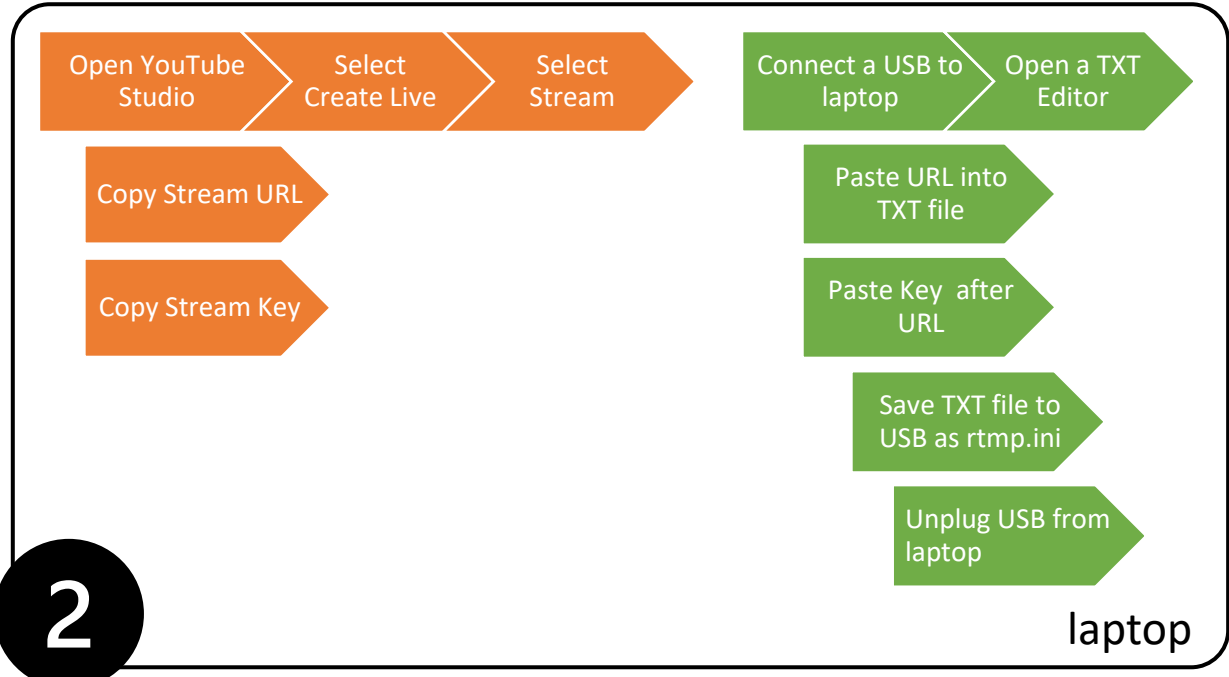 Open YouTube
Studio
Select
Create Live
Select
Stream
Copy Stream URL
Copy Stream Key
Connect a USB to
laptop
Open a TXT
Editor
Paste URL into
TXT file
Paste Key after
URL
Save TXT file to
USB as rtmp.ini
Unplug USB from
laptop
2
laptop